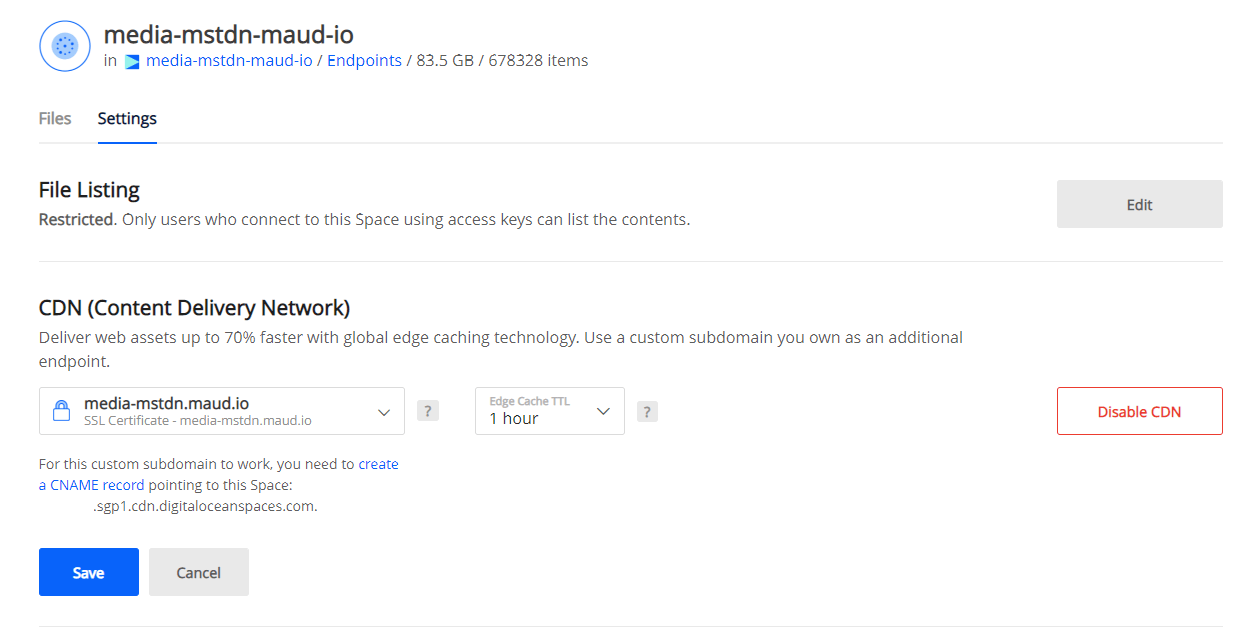 media-mstdn-maud-io
in media-mstdn-maud-io / Endpoints / 83.5 GB / 678328 items
Files Settings
File Listing
Restricted. Only users who connect to this Space using access keys can list the contents.
Edit
CDN (Content Delivery Network)
Deliver web assets up to 70% faster with global edge caching technology. Use a custom subdomain you own as an additional
endpoint.
media-mstdn.maud.io
SSL Certificate - media-mstdn.maud.io
?
Edge Cache TTL
1 hour
?
Disable CDN
For this custom subdomain to work, you need to create
a CNAME record pointing to this Space:
.sgp1.cdn.digitaloceanspaces.com.
Save Cancel